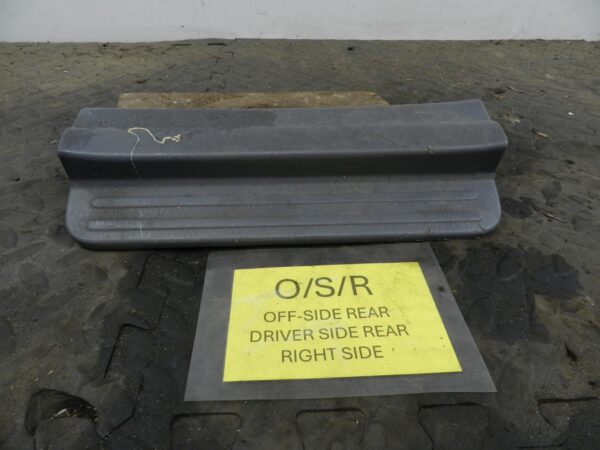 O/S/R
OFF-SIDE REAR
DRIVER SIDE REAR
RIGHT SIDE